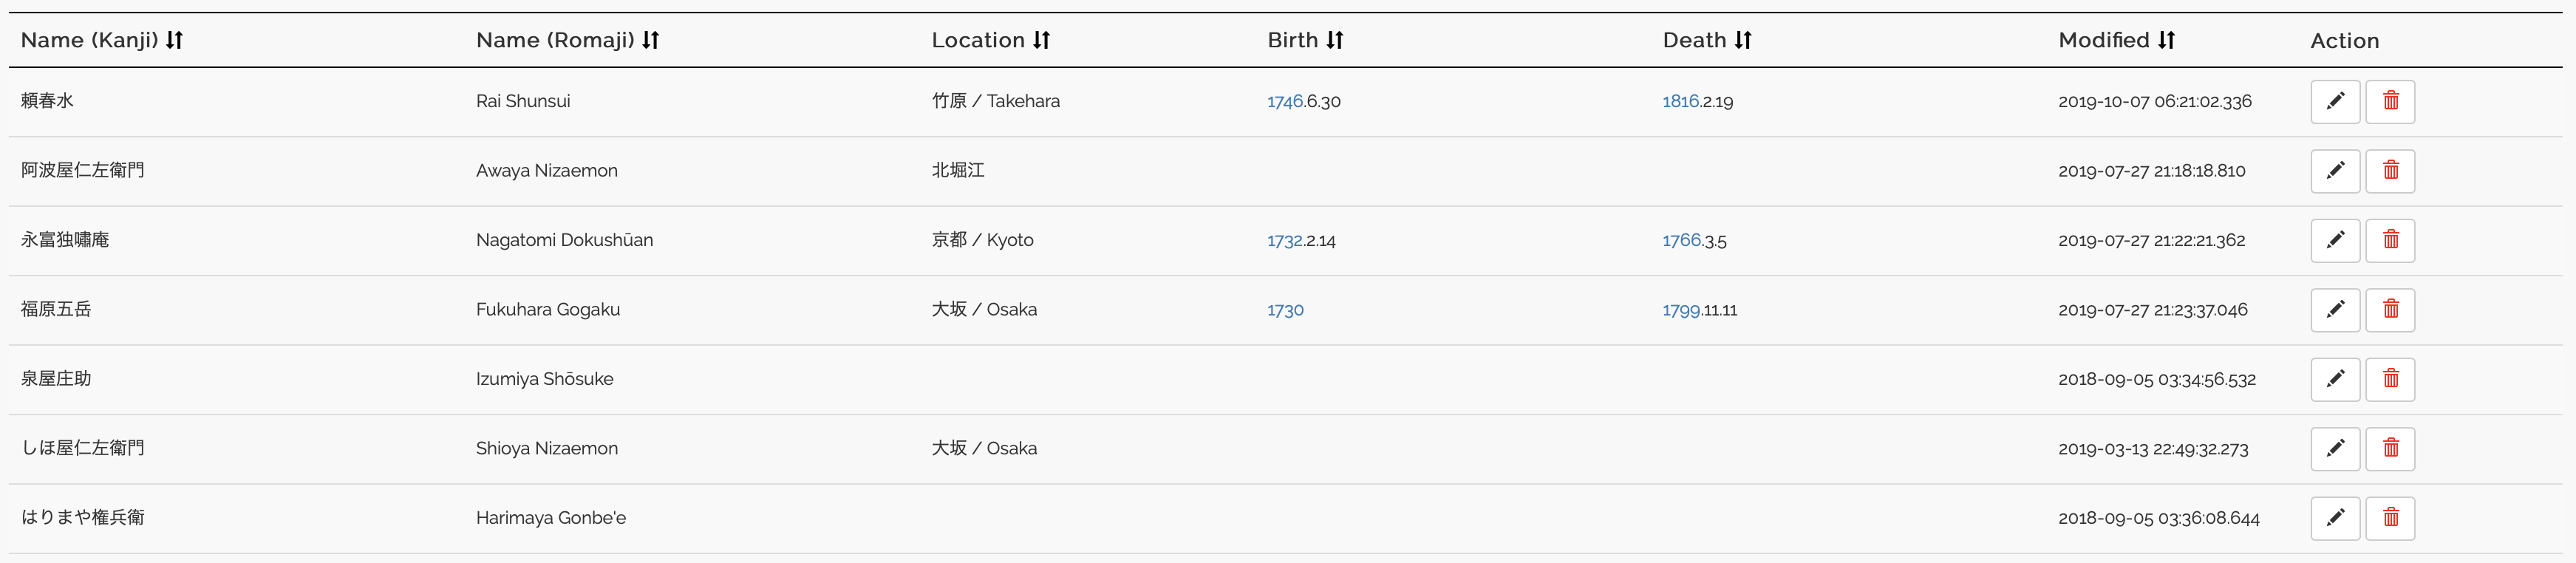 Name (Kanji) Name (Romaji) Location Birth Death Modified Action
頼春水 Rai Shunsui 竹原 / Takehara 1746.6.30 1816.2.19 2019-10-07 06:21:02.336
阿波屋仁左衛門 Awaya Nizaemon 北堀江 2019-07-27 21:18:18.810
永富独嘯庵 Nagatomi Dokushūan 京都 / Kyoto 1732.2.14 1766.3.5 2019-07-27 21:22:21.362
福原五岳 Fukuhara Gogaku 大坂 / Osaka 1730 1799.11.11 2019-07-27 21:23:37.046
泉屋庄助 Izumiya Shōsuke 2018-09-05 03:34:56.532
しほ屋仁左衛門 Shioya Nizaemon 大坂 / Osaka 2019-03-13 22:49:32.273
はりまや権兵衛 Harimaya Gonbe'e 2018-09-05 03:36:08.644